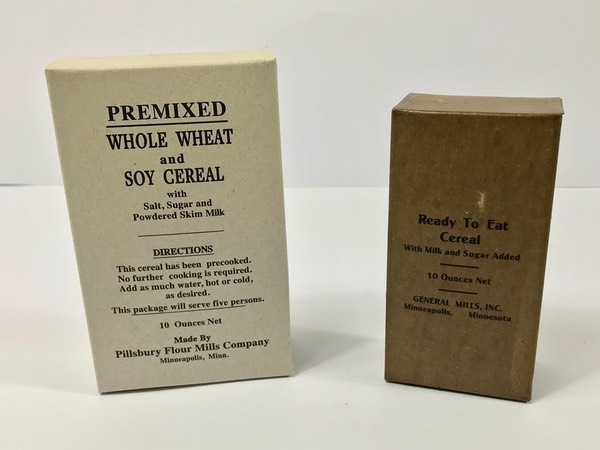 PREMIXED
WHOLE WHEAT
and
SOY CEREAL
with
Salt, Sugar and
Powdered Skim Milk
DIRECTIONS
This cereal has been precooked.
No further cooking is required.
Add as much water, hot or cold,
as desired.
This package will serve five persons.
10 Ounces Net
Made By
Pillsbury Flour Mills Company
Minneapolis, Minn.
Ready To Eat
Cereal
With Milk and Sugar Added
10 Ounces Net
GENERAL MILLS, INC.
Minneapolis, Minnesota